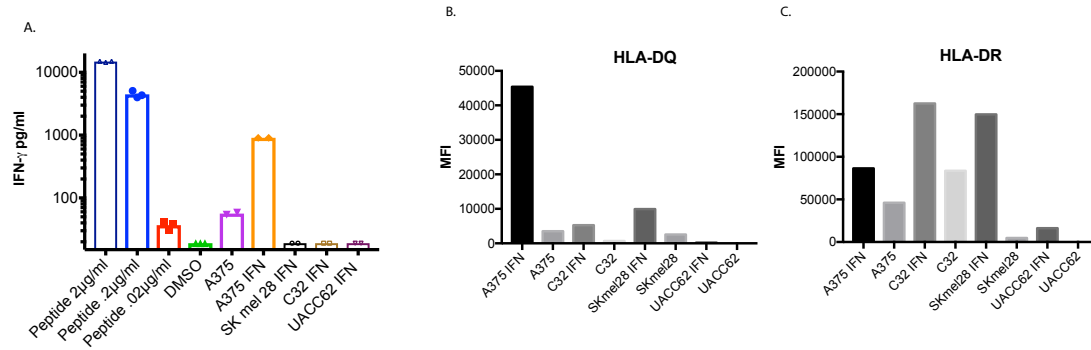 A.
IFN-γ pg/ml
10000
1000
100
Peptide 2μg/ml
Peptide .2μg/ml
Peptide .02μg/ml
DMSO
A375
A375 IFN
SK mel 28 IFN
C32 IFN
UACC62 IFN
B.
HLA-DQ
MFI
50000
40000
30000
20000
10000
0
A375 IFN
A375
C32 IFN
C32
SKmel28 IFN
SKmel28
UACC62 IFN
UACC62
C.
HLA-DR
MFI
200000
150000
100000
50000
0
A375 IFN
A375
C32 IFN
C32
SKmel28 IFN
SKmel28
UACC62 IFN
UACC62